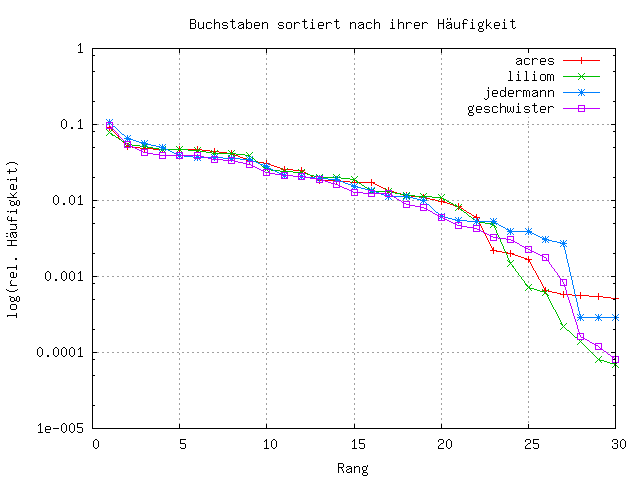 Buchstaben sortiert nach ihrer Häufigkeit
acres
liliom
jedermann
geschwister
log(rel. Häufigkeit)
1
0.1
0.01
0.001
0.0001
1e-005
0 5 10 15 20 25 30
Rang